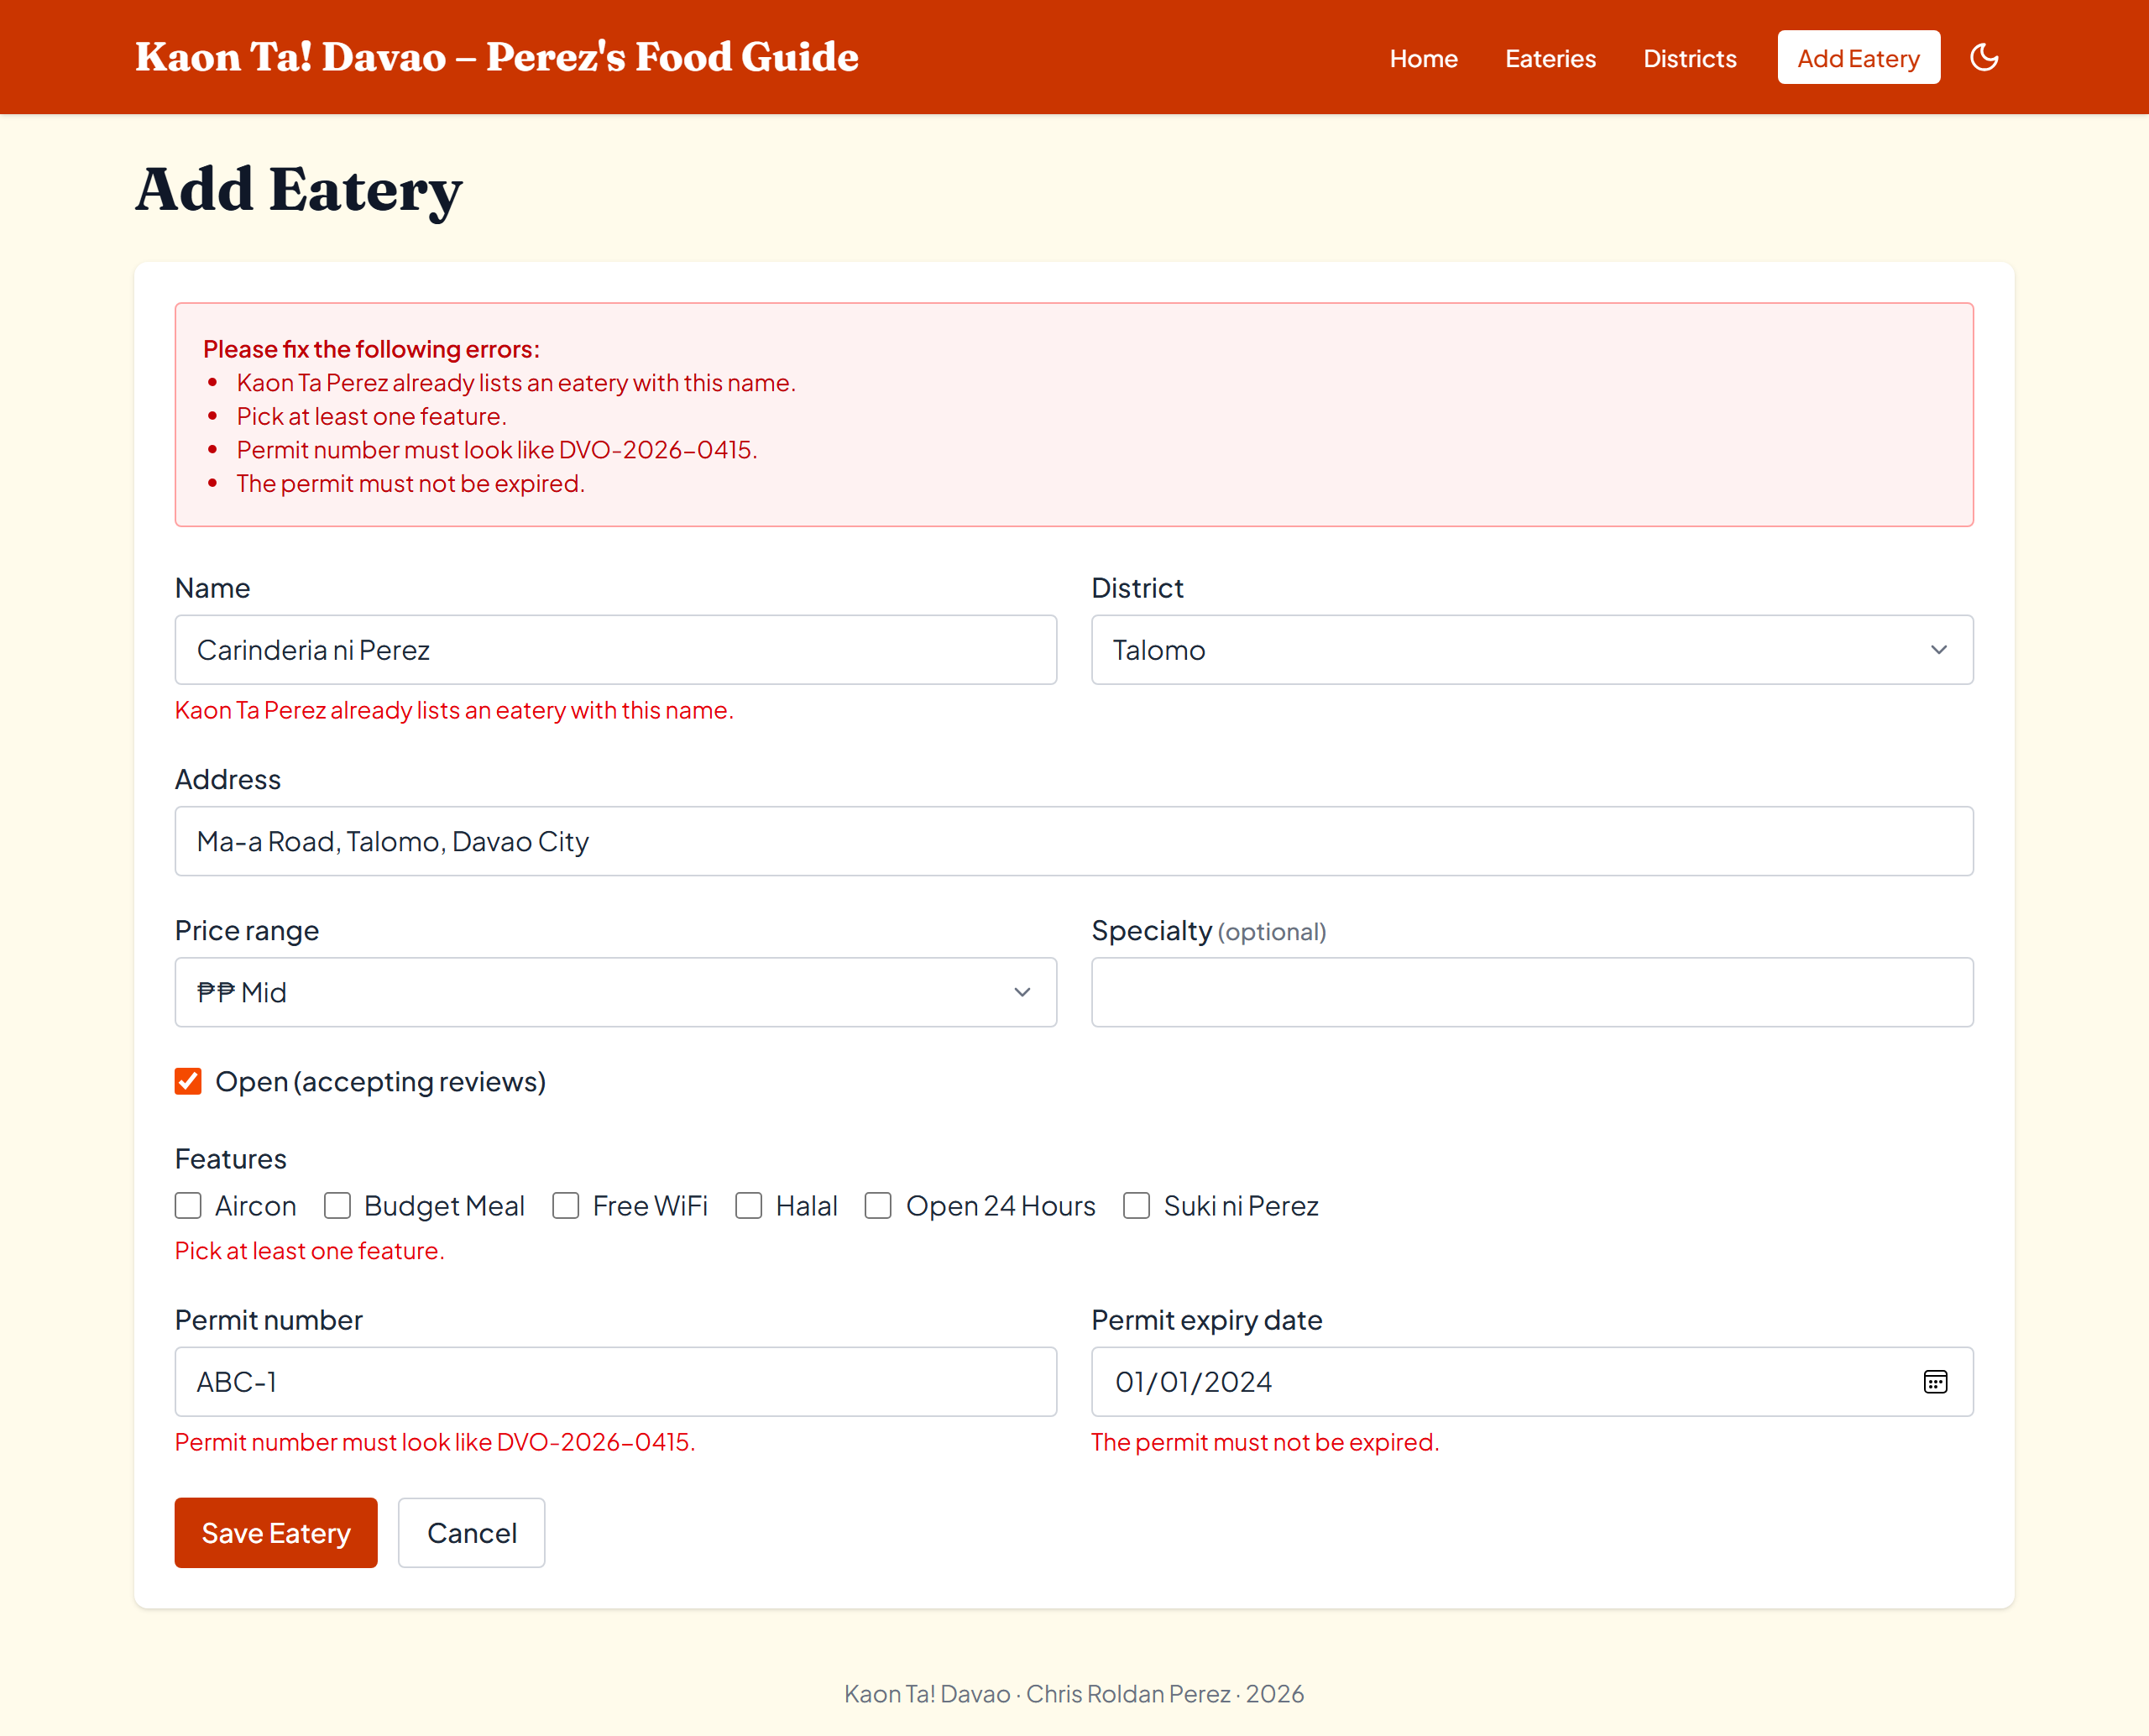 Kaon Ta! Davao – Perez's Food Guide
Home Eateries Districts Add Eatery
Add Eatery
Please fix the following errors:
• Kaon Ta Perez already lists an eatery with this name.
• Pick at least one feature.
• Permit number must look like DVO-2026-0415.
• The permit must not be expired.
Name
Carinderia ni Perez
Kaon Ta Perez already lists an eatery with this name.
District
Talomo
Address
Ma-a Road, Talomo, Davao City
Price range
₱₱ Mid
Specialty (optional)
Open (accepting reviews)
Features
Aircon Budget Meal Free WiFi Halal Open 24 Hours Suki ni Perez
Pick at least one feature.
Permit number
ABC-1
Permit number must look like DVO-2026-0415.
Permit expiry date
01/01/2024
The permit must not be expired.
Save Eatery Cancel
Kaon Ta! Davao · Chris Roldan Perez · 2026